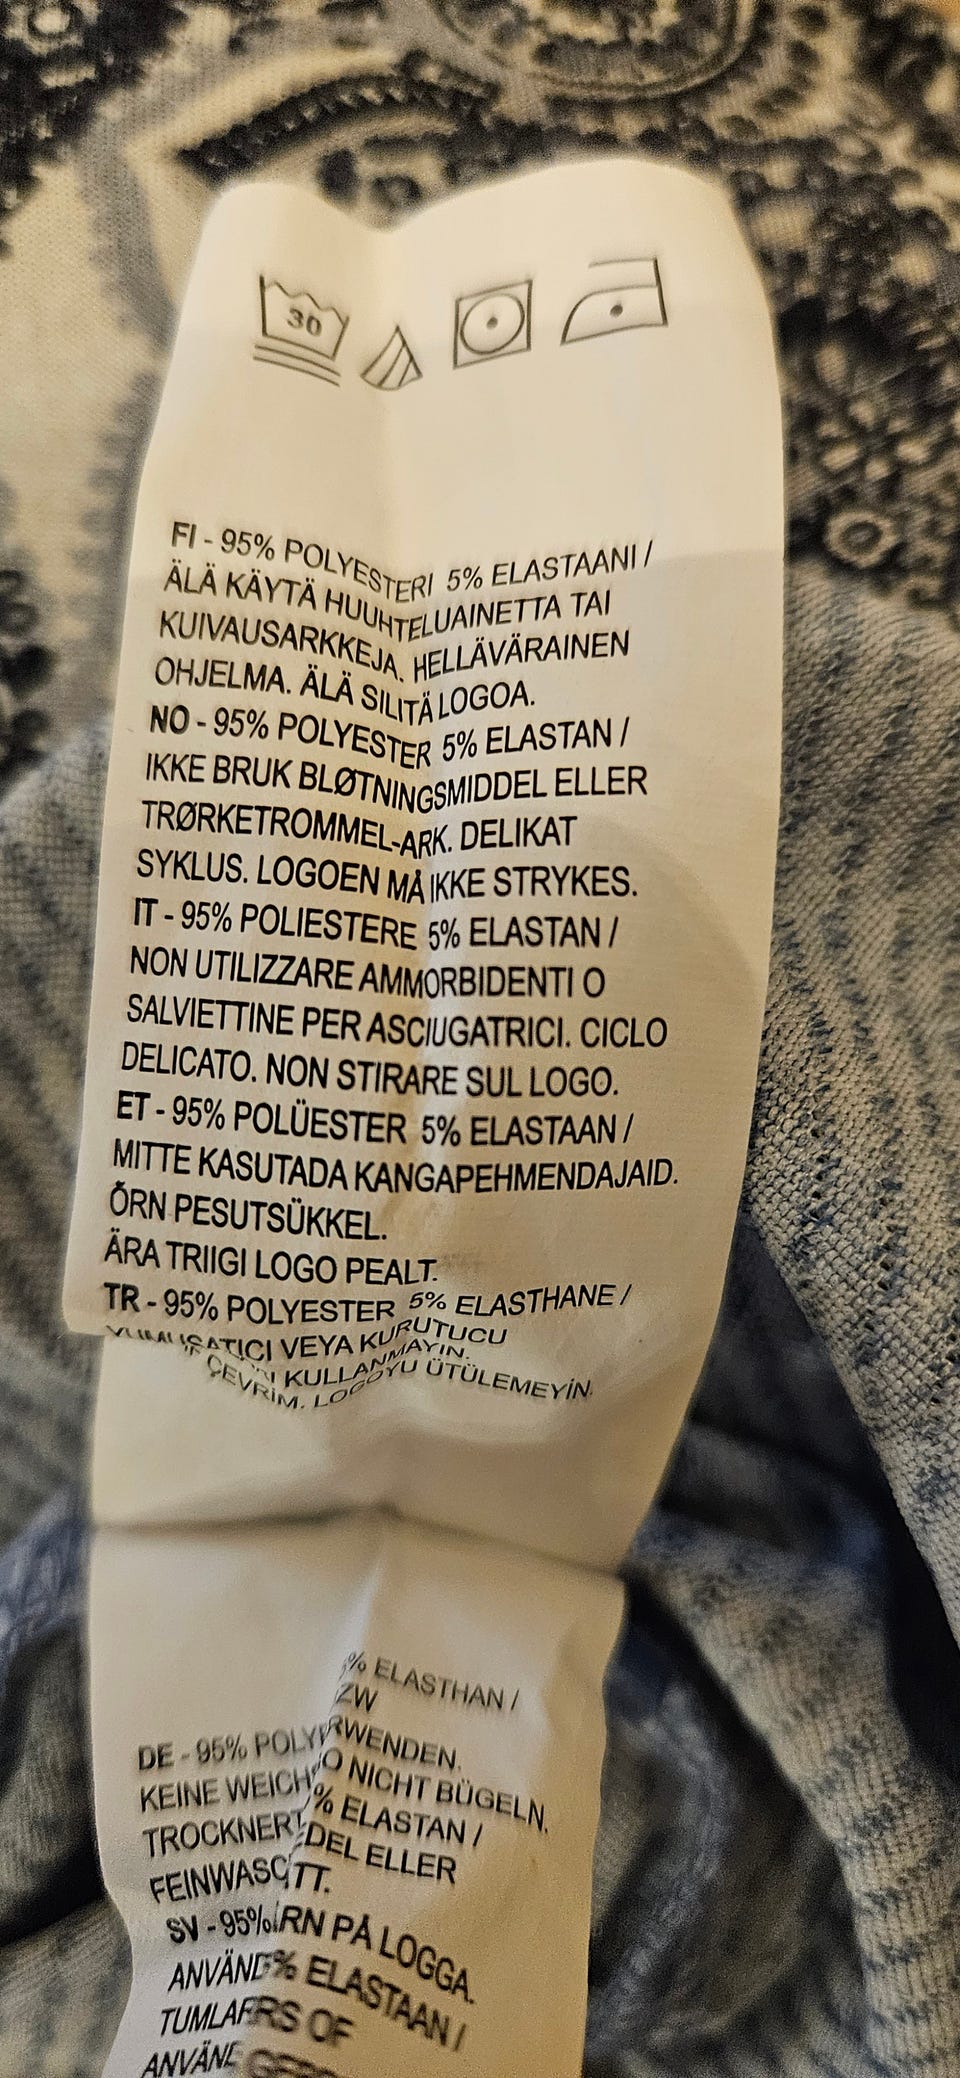 30
FI - 95% POLYESTERI 5% ELASTAANI /
ÄLÄ KÄYTÄ HUUHTELUAINETTA TAI
KUIVAUSARKKEJA. HELLÄVÄRAINEN
OHJELMA. ÄLÄ SILITÄ LOGOA.
NO - 95% POLYESTER 5% ELASTAN /
IKKE BRUK BLØTNINGSMIDDEL ELLER
TRØRKETROMMEL-ARK. DELIKAT
SYKLUS. LOGOEN MÅ IKKE STRYKES.
IT - 95% POLIESTERE 5% ELASTAN /
NON UTILIZZARE AMMORBIDENTI O
SALVIETTINE PER ASCIUGATRICI. CICLO
DELICATO. NON STIRARE SUL LOGO.
ET - 95% POLÜESTER 5% ELASTAAN /
MITTE KASUTADA KANGAPEHMENDAJAID.
ÕRN PESUTSÜKKEL.
ÄRA TRIIGI LOGO PEALT.
TR - 95% POLYESTER 5% ELASTHANE /
VEYA KURUTUCU
KULLANMAYIN.
ÇEVRİM. LOGOYU ÜTÜLEMEYİN.
DE - 95% % ELASTHAN /
KEINE
NICHT BÜGELN.
SV - 95% % ELASTAN /
ELLER
PÅ LOGGA.
% ELASTAAN /
OF